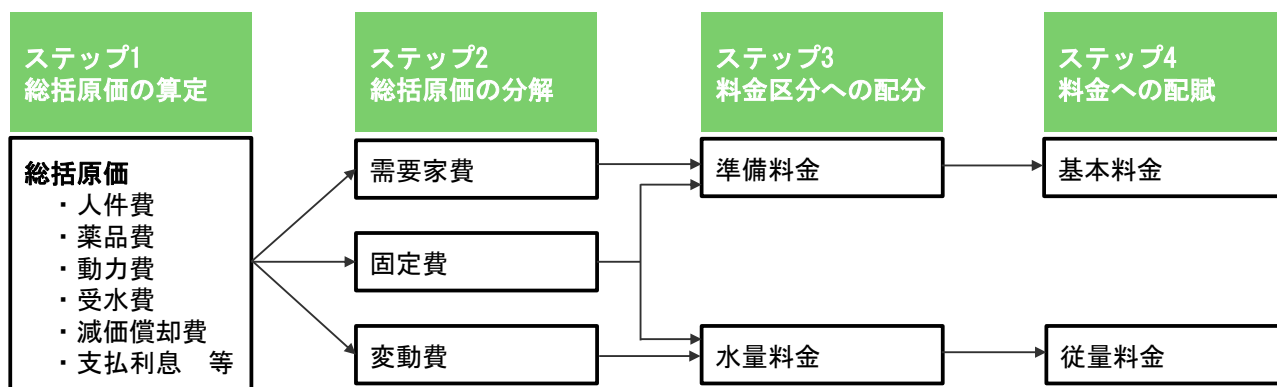 ステップ1
総括原価の算定
ステップ2
総括原価の分解
ステップ3
料金区分への配分
ステップ4
料金への配賦
総括原価
・人件費
・薬品費
・動力費
・受水費
・減価償却費
・支払利息　等
需要家費
固定費
変動費
準備料金
水量料金
基本料金
従量料金